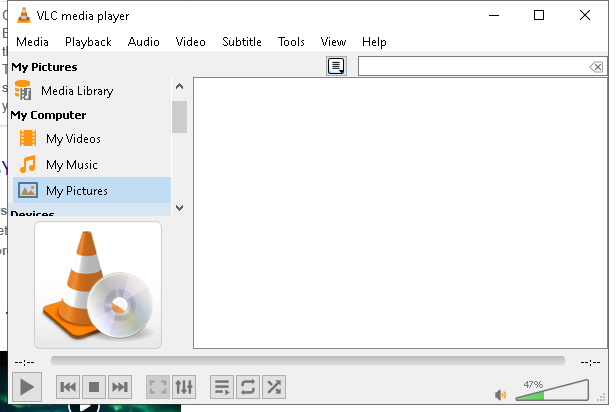 VLC media player
Media Playback Audio Video Subtitle Tools View Help
My Pictures
Media Library
My Computer
My Videos
My Music
My Pictures
Devices
--:-- --:--
47%